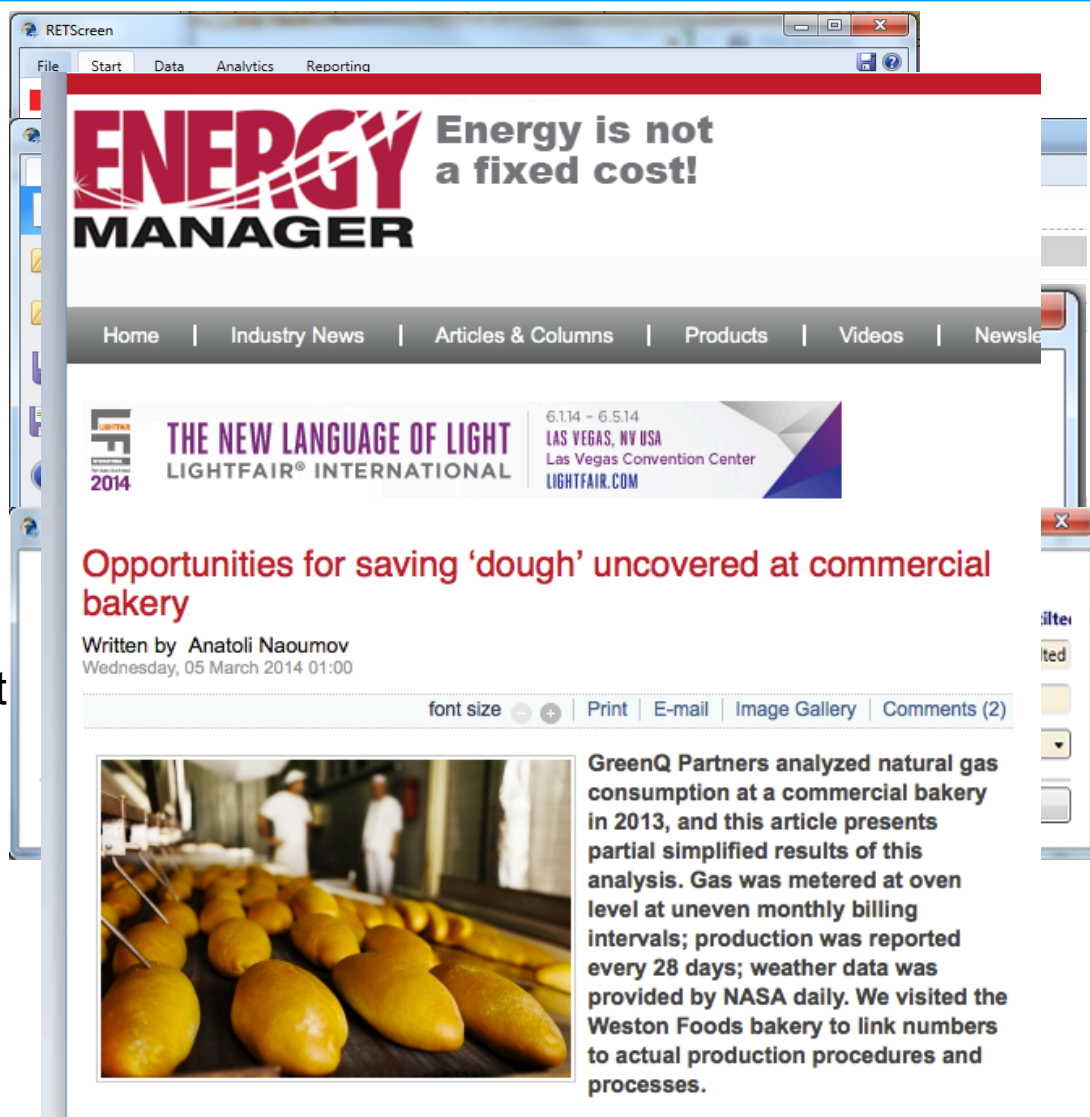 RETScreen
File Start Data Analytics Reporting
ENERGY
MANAGER
Energy is not
a fixed cost!
Home | Industry News | Articles & Columns | Products | Videos |
LIGHTFAIR
INTERNATIONAL
2014
THE NEW LANGUAGE OF LIGHT
LIGHTFAIR® INTERNATIONAL
6.1.14 – 6.5.14
LAS VEGAS, NV USA
Las Vegas Convention Center
LIGHTFAIR.COM
Opportunities for saving ‘dough’ uncovered at commercial
bakery
Written by Anatoli Naoumov
Wednesday, 05 March 2014 01:00
font size - + | Print | E-mail | Image Gallery | Comments (2)
GreenQ Partners analyzed natural gas
consumption at a commercial bakery
in 2013, and this article presents
partial simplified results of this
analysis. Gas was metered at oven
level at uneven monthly billing
intervals; production was reported
every 28 days; weather data was
provided by NASA daily. We visited the
Weston Foods bakery to link numbers
to actual production procedures and
processes.